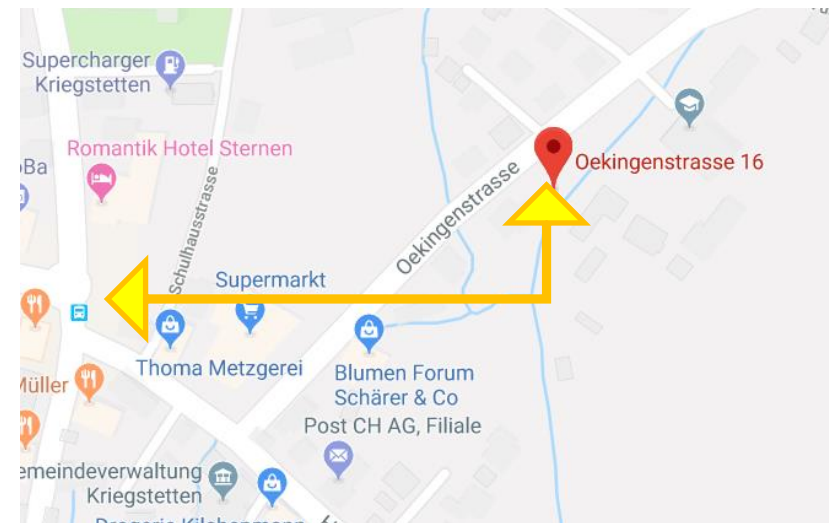 Supercharger
Kriegstetten
Romantik Hotel Sternen
Ba
Schulhausstrasse
Oekingenstrasse
Oekingenstrasse 16
Supermarkt
Thoma Metzgerei
Blumen Forum
Schärer & Co
Müller
Post CH AG, Filiale
emeindeverwaltung
Kriegstetten